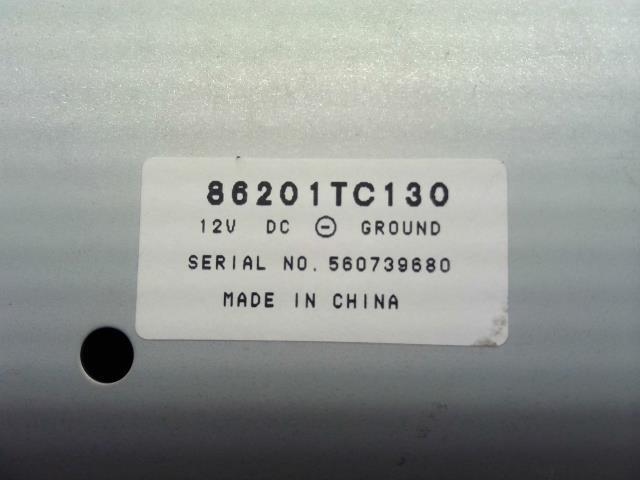 86201TC130
12V DC ⊖ GROUND
SERIAL NO. 560739680
MADE IN CHINA